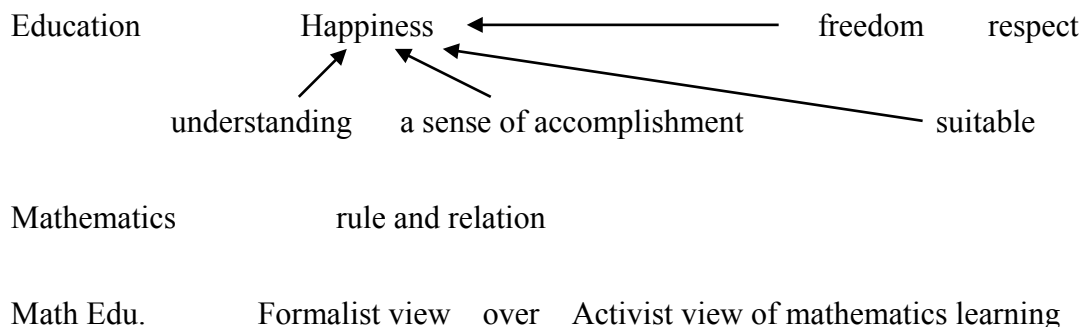 Education Happiness freedom respect
understanding a sense of accomplishment suitable
Mathematics rule and relation
Math Edu. Formalist view over Activist view of mathematics learning